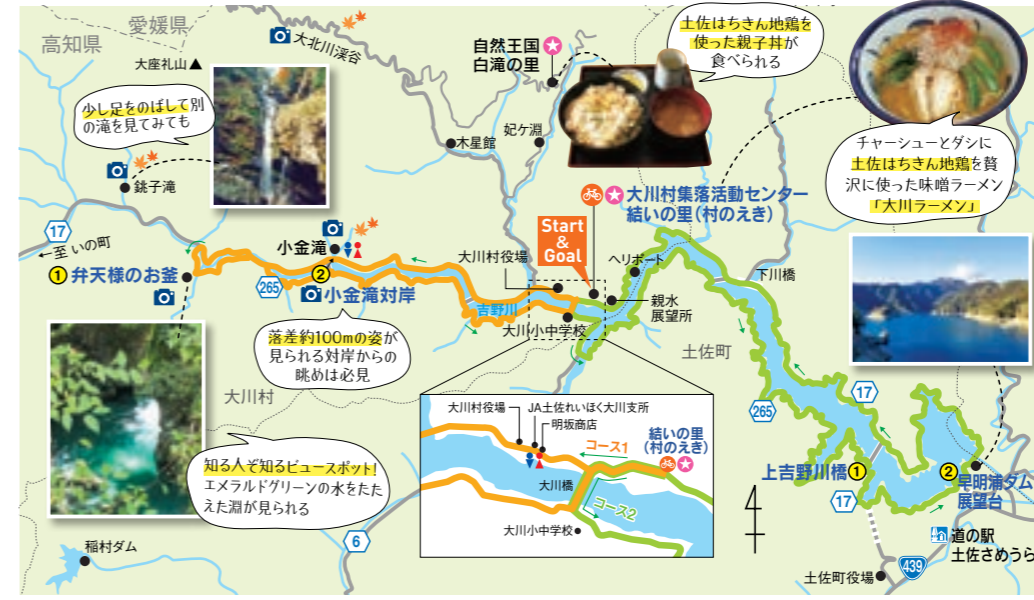 愛媛県
高知県
大座礼山▲
大北川渓谷
自然王国
白滝の里
土佐はちきん地鶏を
使った親子丼が
食べられる
チャーシューとダシに
土佐はちきん地鶏を贅
沢に使った味噌ラーメン
「大川ラーメン」
少し足をのばして別
の滝を見てみても
銚子滝
木星館
妃ケ淵
大川村集落活動センター
結いの里(村のえき)
Start
&
Goal
17
←至いの町
①弁天様のお釜
小金滝
②
小金滝対岸
265
大川村役場
ヘリポート
下川橋
吉野川
親水
展望所
大川小中学校
落差約100mの姿が
見られる対岸からの
眺めは必見
土佐町
大川村
265
17
知る人ぞ知るビュースポット!
エメラルドグリーンの水をたた
えた淵が見られる
大川村役場
JA土佐れいほく大川支所
明坂商店
コース1
結いの里
(村のえき)
大川橋
コース2
大川小中学校
上吉野川橋①
17
②
早明浦ダム
展望台
道の駅
土佐さめうら
439
土佐町役場
6
稲村ダム
4